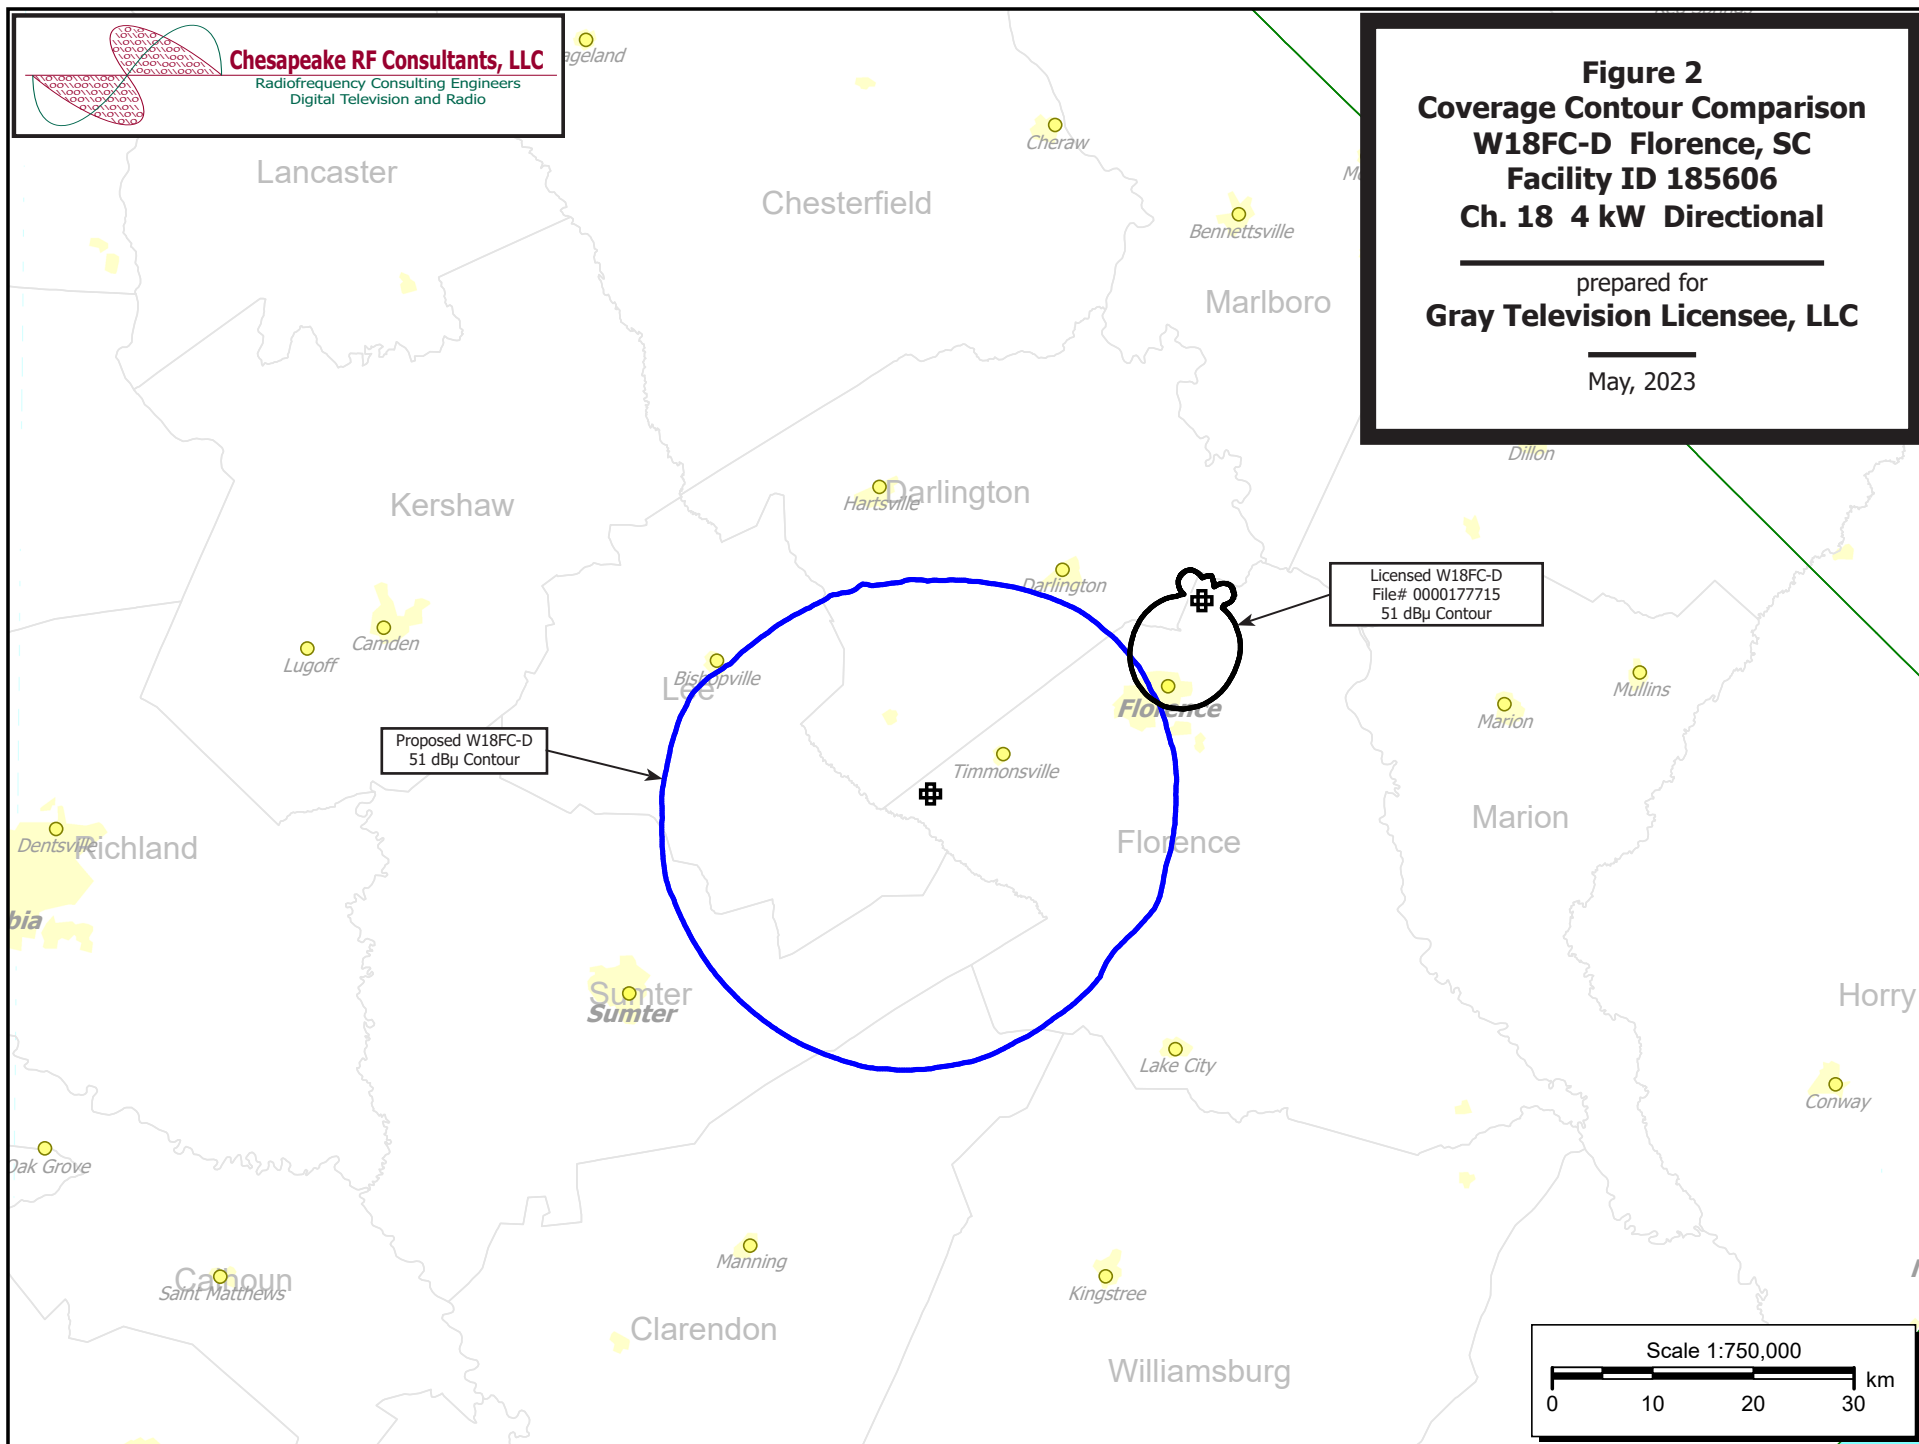 Chesapeake RF Consultants, LLC
Radiofrequency Consulting Engineers
Digital Television and Radio
Figure 2
Coverage Contour Comparison
W18FC-D Florence, SC
Facility ID 185606
Ch. 18 4 kW Directional
prepared for
Gray Television Licensee, LLC
May, 2023
Cheraw
Lancaster
Chesterfield
Bennettsville
Marlboro
Dillon
Kershaw
Hartsville
Darlington
Darlington
Licensed W18FC-D
File# 0000177715
51 dBµ Contour
Camden
Lugoff
Bishopville
Lee
Mullins
Florence
Marion
Proposed W18FC-D
51 dBµ Contour
Timmonsville
Marion
Dentsville
Richland
Florence
Sumter
Sumter
Horry
Lake City
Conway
Oak Grove
Manning
Calhoun
Saint Matthews
Kingstree
Clarendon
Williamsburg
Scale 1:750,000
km
0 10 20 30